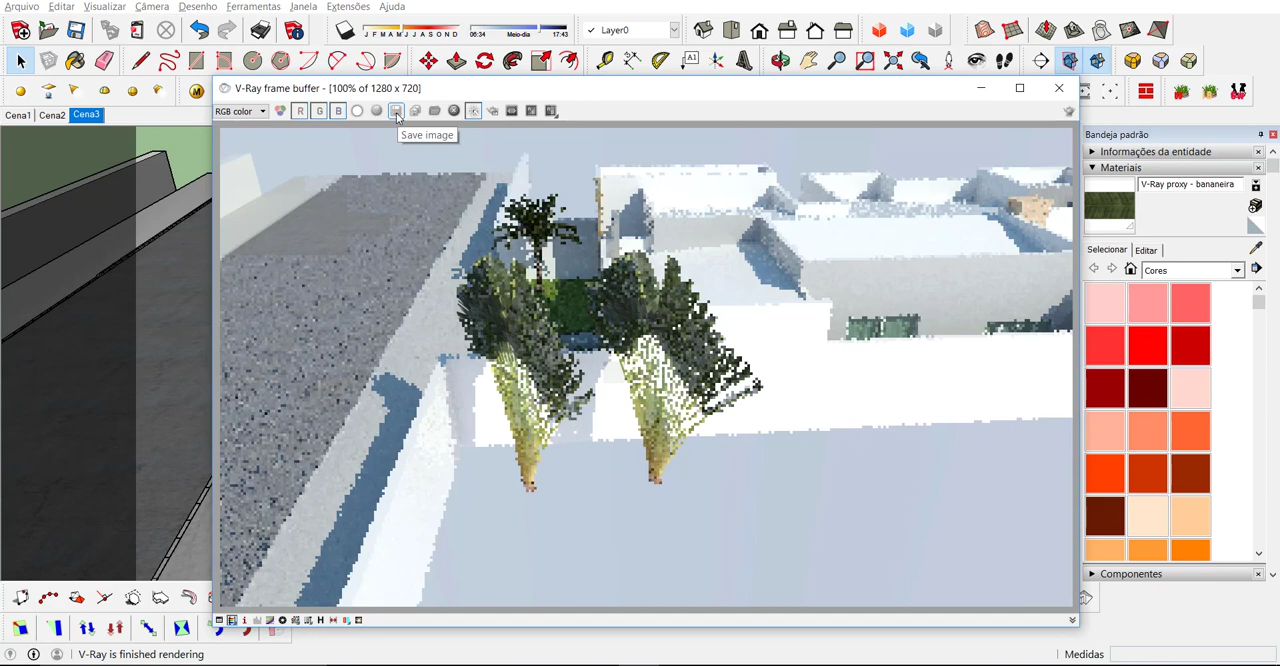 Arquivo Editar Visualizar Câmera Desenho Ferramentas Janela Extensões Ajuda
J F M A M J J A S O N D
06:34 Meio-dia 17:43
Layer0
V-Ray frame buffer - [100% of 1280 x 720]
RGB color R G B
Save image
Cena1 Cena2 Cena3
Bandeja padrão
Informações da entidade
Materiais
V-Ray proxy - bananeira
Selecionar Editar
Cores
Componentes
V-Ray is finished rendering
Medidas